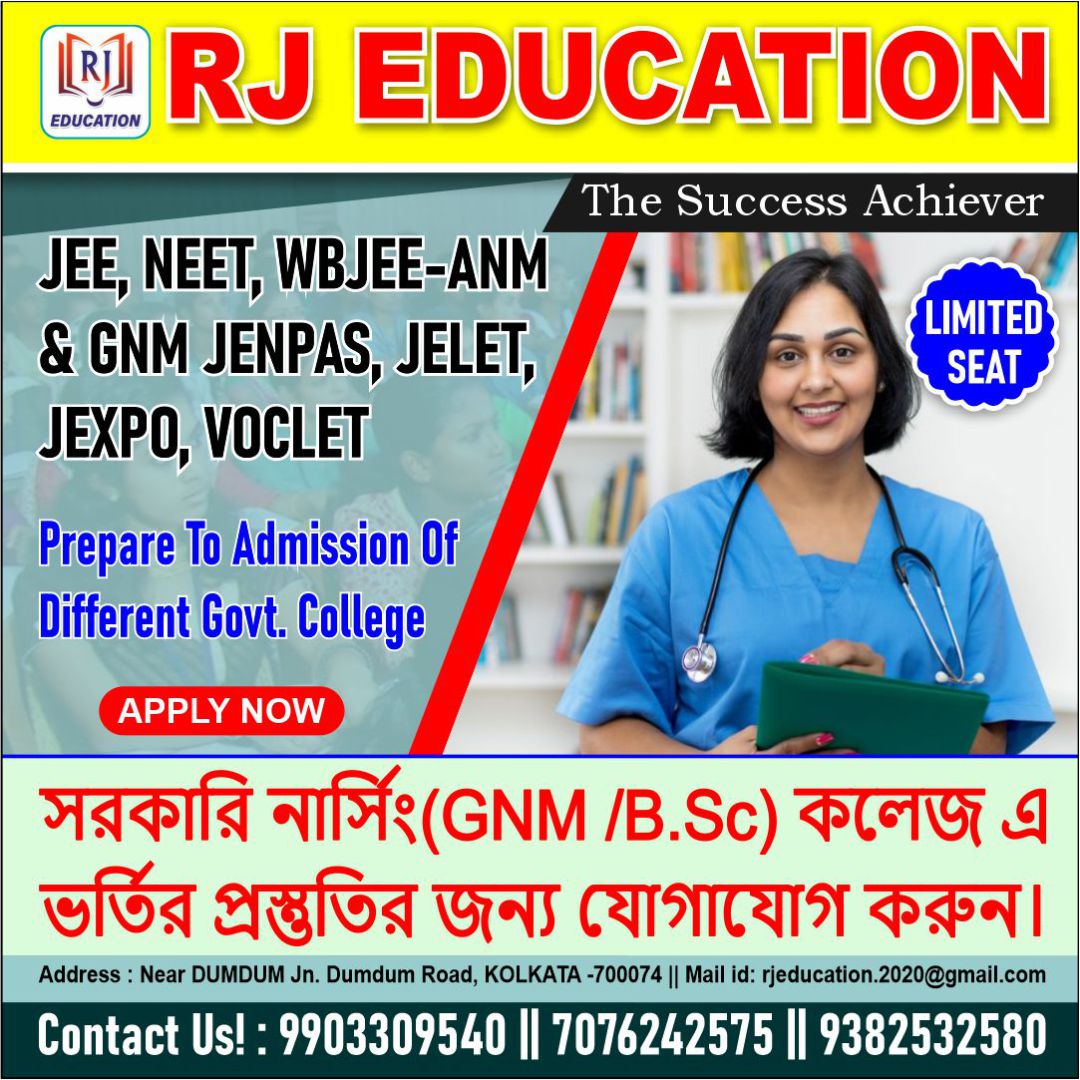 RJ
EDUCATION
RJ EDUCATION
The Success Achiever
JEE, NEET, WBJEE-ANM
& GNM JENPAS, JELET,
JEXPO, VOCLET
LIMITED
SEAT
Prepare To Admission Of
Different Govt. College
APPLY NOW
সরকারি নার্সিং(GNM /B.Sc) কলেজ এ
ভর্তির প্রস্তুতির জন্য যোগাযোগ করুন।
Address : Near DUMDUM Jn. Dumdum Road, KOLKATA -700074 || Mail id: rjeducation.2020@gmail.com
Contact Us! : 9903309540 || 7076242575 || 9382532580